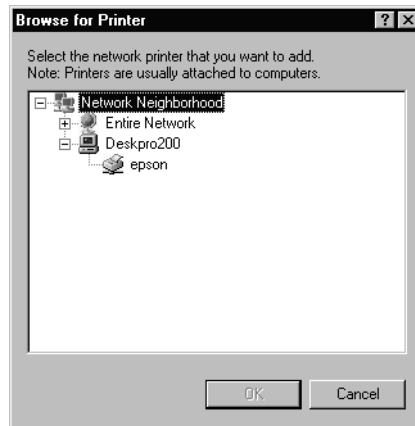 Browse for Printer
Select the network printer that you want to add.
Note: Printers are usually attached to computers.
Network Neighborhood
Entire Network
Deskpro200
epson
OK
Cancel